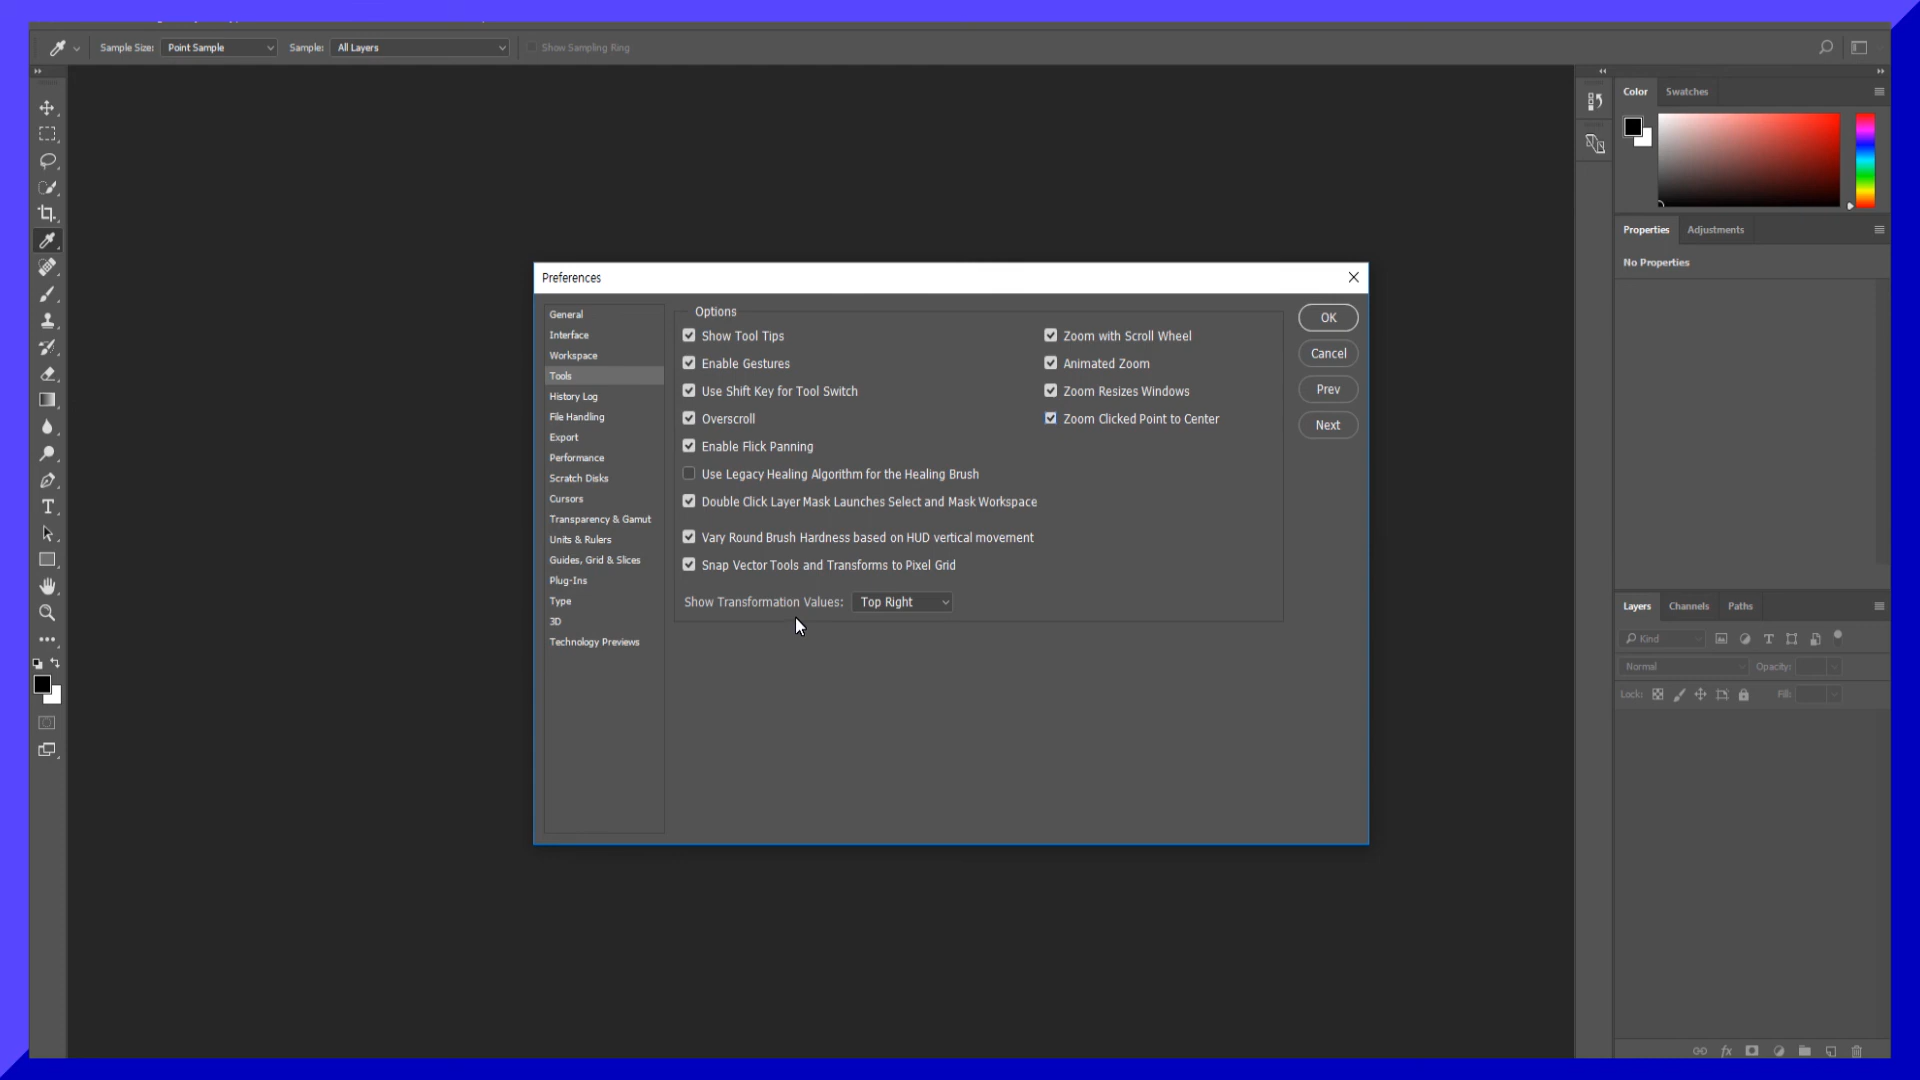 Sample Size: Point Sample Sample: All Layers Show Sampling Ring
Color Swatches
Properties Adjustments
No Properties
Preferences
General
Interface
Workspace
Tools
History Log
File Handling
Export
Performance
Scratch Disks
Cursors
Transparency & Gamut
Units & Rulers
Guides, Grid & Slices
Plug-Ins
Type
3D
Technology Previews
Options
Show Tool Tips
Enable Gestures
Use Shift Key for Tool Switch
Overscroll
Enable Flick Panning
Use Legacy Healing Algorithm for the Healing Brush
Double Click Layer Mask Launches Select and Mask Workspace
Vary Round Brush Hardness based on HUD vertical movement
Snap Vector Tools and Transforms to Pixel Grid
Show Transformation Values: Top Right
Zoom with Scroll Wheel
Animated Zoom
Zoom Resizes Windows
Zoom Clicked Point to Center
OK
Cancel
Prev
Next
Layers Channels Paths
Kind
Normal Opacity:
Lock: Fill:
fx